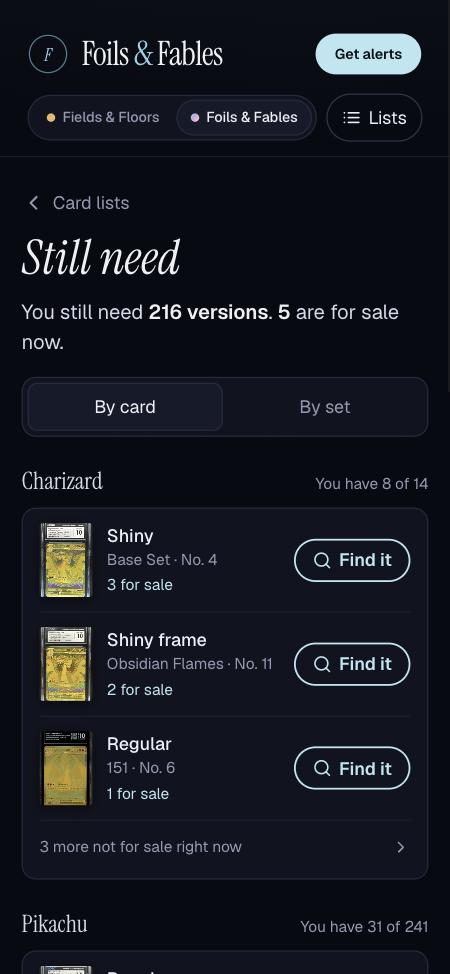 F
Foils & Fables
Get alerts
Fields & Floors
Foils & Fables
Lists
Card lists
Still need
You still need 216 versions. 5 are for sale
now.
By card
By set
Charizard
You have 8 of 14
10
Shiny
Base Set · No. 4
3 for sale
Find it
10
Shiny frame
Obsidian Flames · No. 11
2 for sale
Find it
10
Regular
151 · No. 6
1 for sale
Find it
3 more not for sale right now
Pikachu
You have 31 of 241